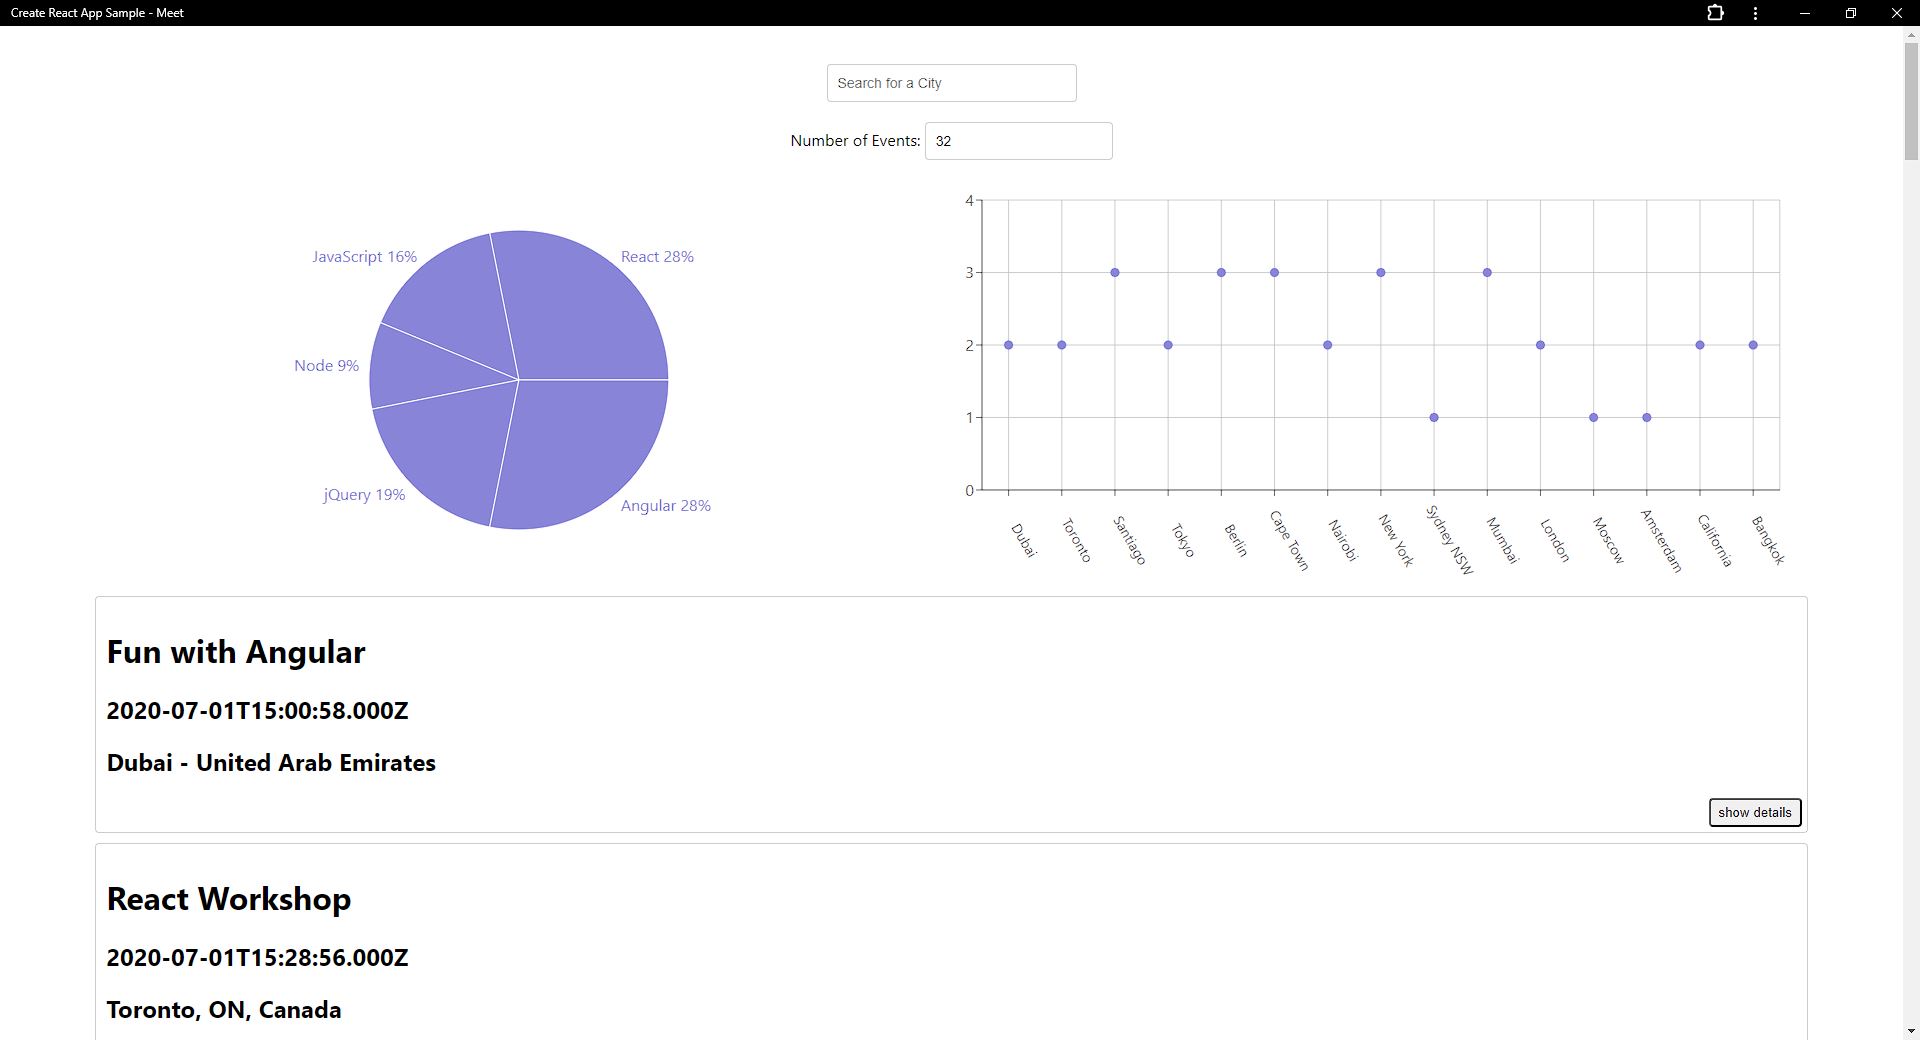 Create React App Sample - Meet
Search for a City
Number of Events: 32
JavaScript 16%
React 28%
Node 9%
jQuery 19%
Angular 28%
4
3
2
1
0
Dubai
Toronto
Santiago
Tokyo
Berlin
Cape Town
Nairobi
New York
Sydney NSW
Mumbai
London
Moscow
Amsterdam
California
Bangkok
Fun with Angular
2020-07-01T15:00:58.000Z
Dubai - United Arab Emirates
show details
React Workshop
2020-07-01T15:28:56.000Z
Toronto, ON, Canada